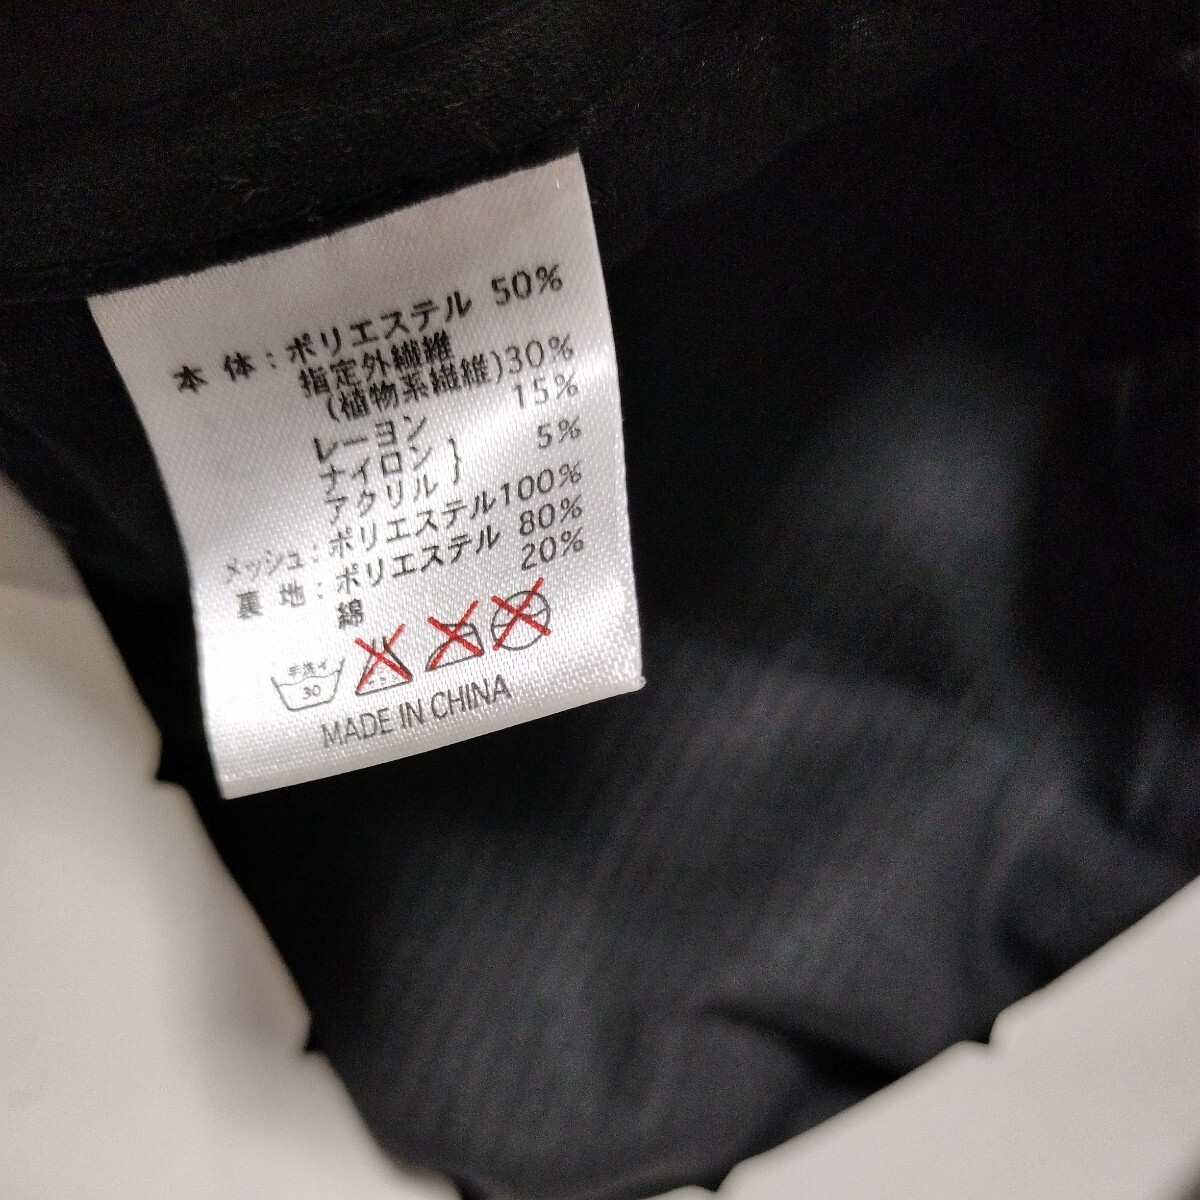 本体：ポリエステル 50%
指定外繊維
(植物系繊維)30%
レーヨン 15%
ナイロン } 5%
アクリル
メッシュ：ポリエステル100%
裏地：ポリエステル 80%
綿 20%
手洗イ
30
MADE IN CHINA